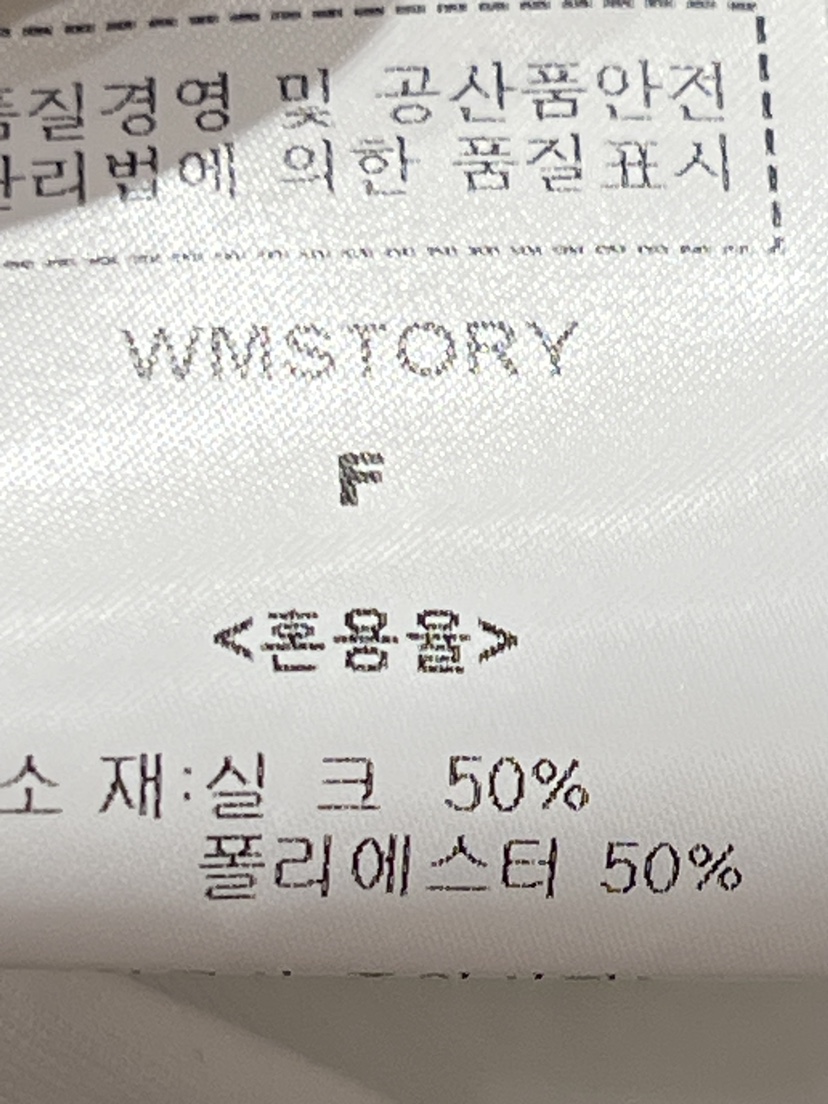 품질경영 및 공산품안전
관리법에 의한 품질표시
WMSTORY
F
<혼용율>
소 재:실 크 50%
폴리에스터 50%